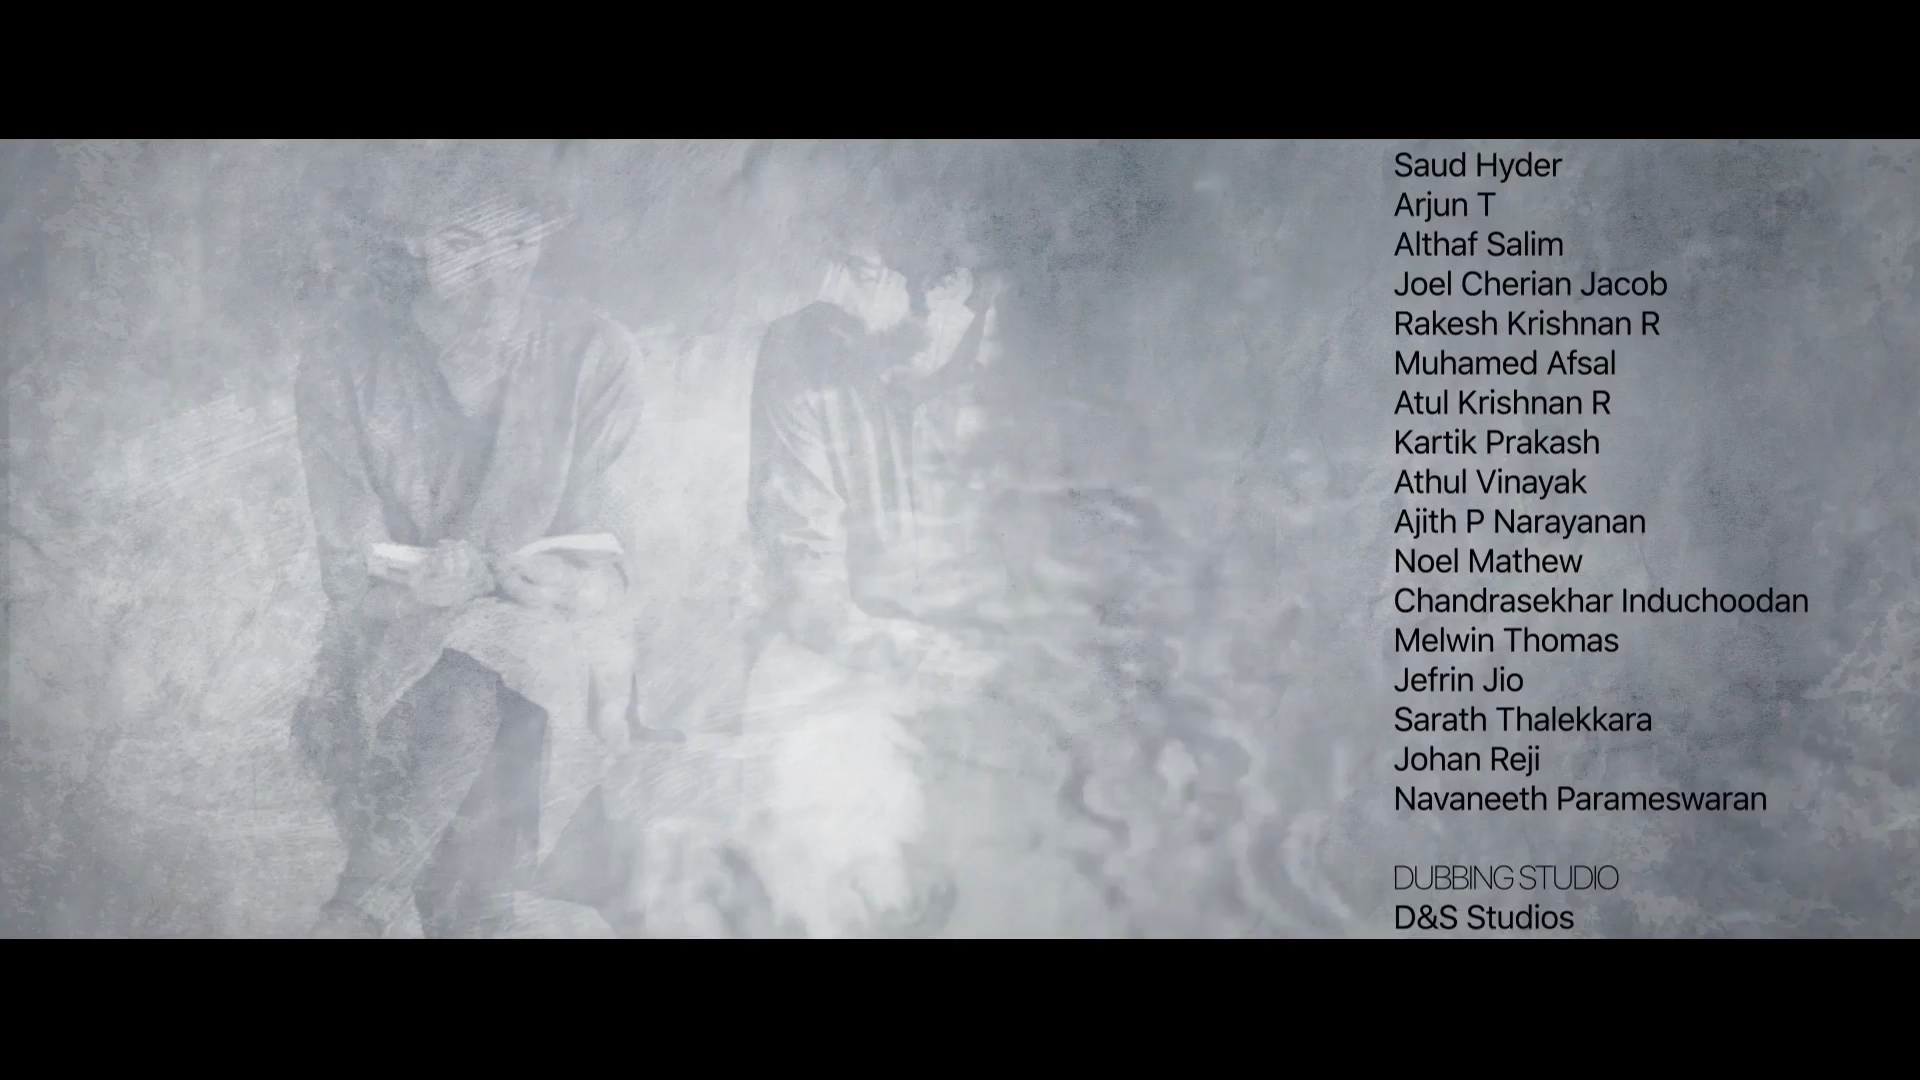 Saud Hyder
Arjun T
Althaf Salim
Joel Cherian Jacob
Rakesh Krishnan R
Muhamed Afsal
Atul Krishnan R
Kartik Prakash
Athul Vinayak
Ajith P Narayanan
Noel Mathew
Chandrasekhar Induchoodan
Melwin Thomas
Jefrin Jio
Sarath Thalekkara
Johan Reji
Navaneeth Parameswaran
DUBBING STUDIO
D&S Studios